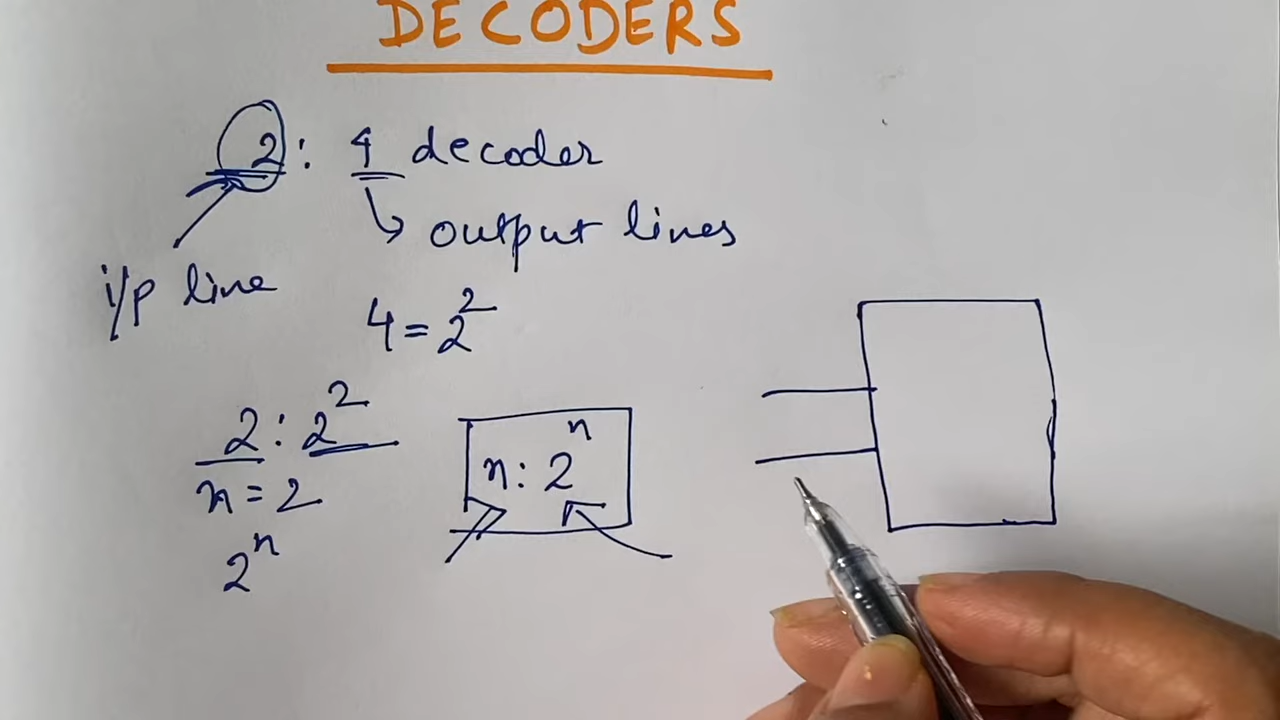 DECODERS
2 : 4 decoder
output lines
i/p line
4 = 2²
2 : 2²
n = 2
n : 2ⁿ
2ⁿ